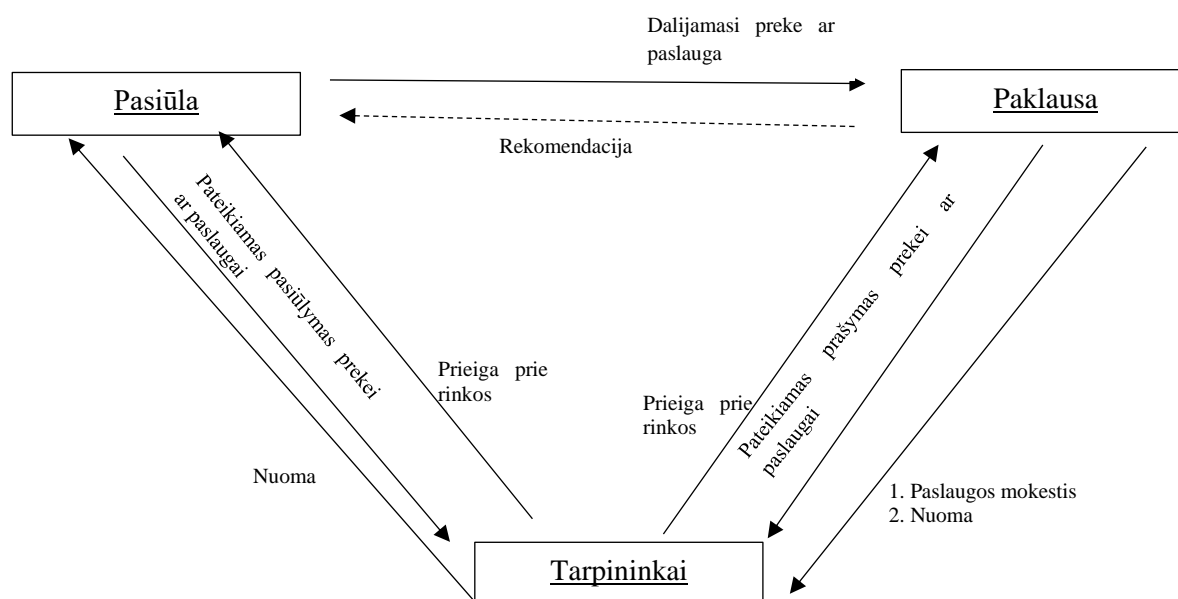 Dalijamasi preke ar
paslauga
Pasiūla
Paklausa
Rekomendacija
Pateikiamas pasiūlymas prekei
ar paslaugai
Prieiga prie
rinkos
Nuoma
Prieiga prie
rinkos
Pateikiamas prašymas prekei ar
paslaugai
1. Paslaugos mokestis
2. Nuoma
Tarpininkai